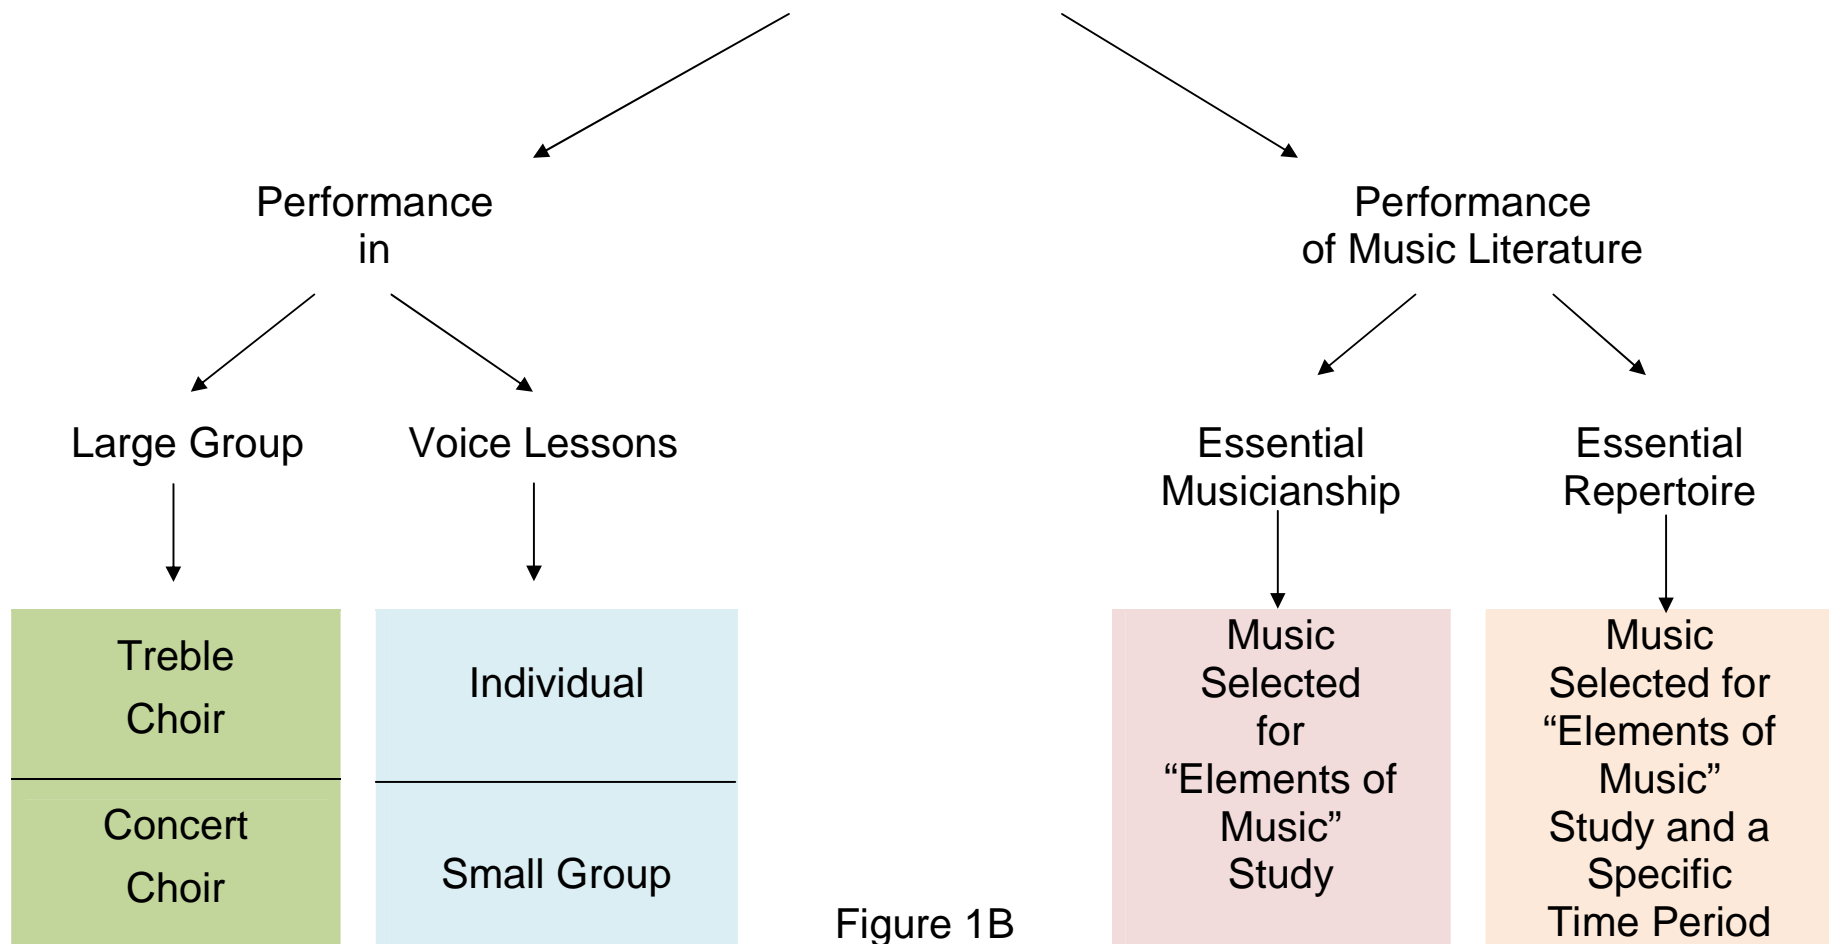 Performance
in
Performance
of Music Literature
Large Group
Voice Lessons
Essential
Musicianship
Essential
Repertoire
Treble
Choir
Concert
Choir
Individual
Small Group
Music
Selected
for
“Elements of
Music”
Study
Music
Selected for
“Elements of
Music”
Study and a
Specific
Time Period
Figure 1B